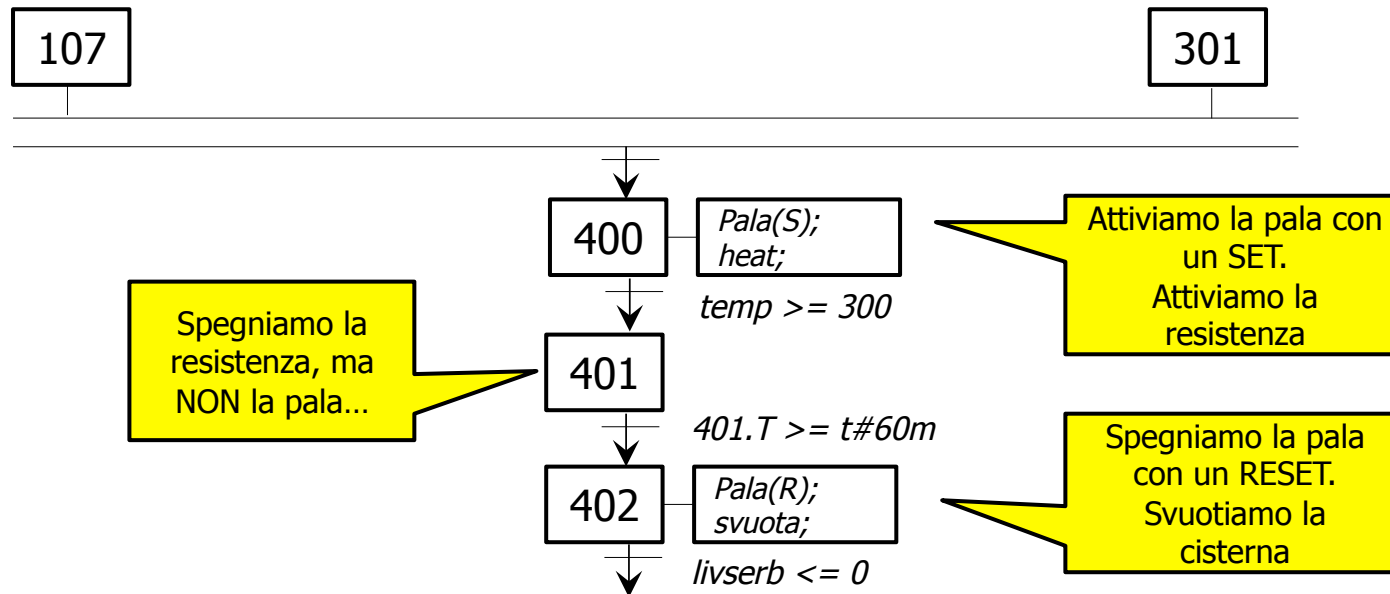 107
301
400
Pala(S);
heat;
Attiviamo la pala con
un SET.
Attiviamo la
resistenza
temp >= 300
Spegniamo la
resistenza, ma
NON la pala…
401
401.T >= t#60m
402
Pala(R);
svuota;
Spegniamo la pala
con un RESET.
Svuotiamo la
cisterna
livserb <= 0